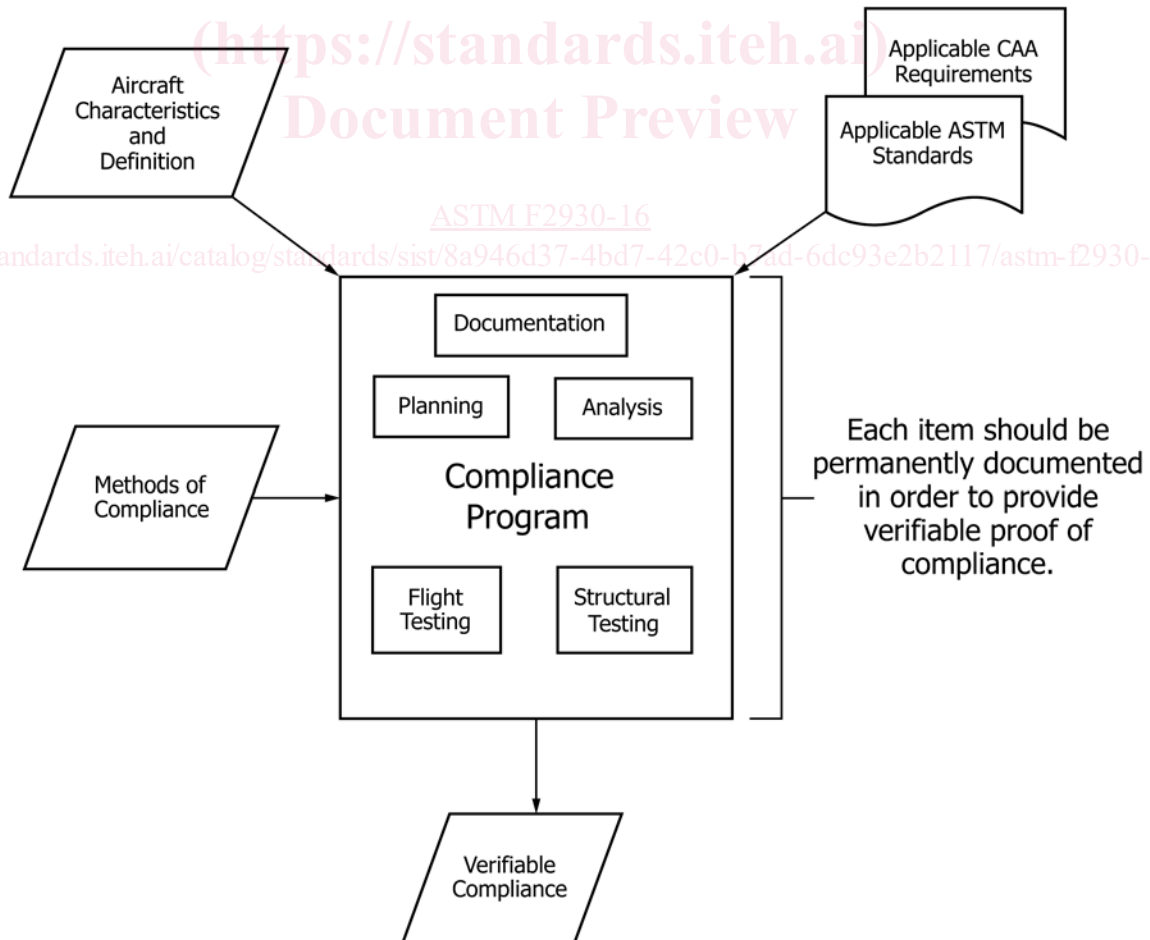 (https://standards.iteh.ai)
Document Preview
Applicable CAA
Requirements
Aircraft
Characteristics
and
Definition
Applicable ASTM
Standards
ASTM F2930-16
andards.iteh.ai/catalog/standards/sist/8a946d37-4bd7-42c0-b7ad-6dc93e2b2117/astm-f2930-
Documentation
Planning
Analysis
Compliance
Program
Methods of
Compliance
Each item should be
permanently documented
in order to provide
verifiable proof of
compliance.
Flight
Testing
Structural
Testing
Verifiable
Compliance